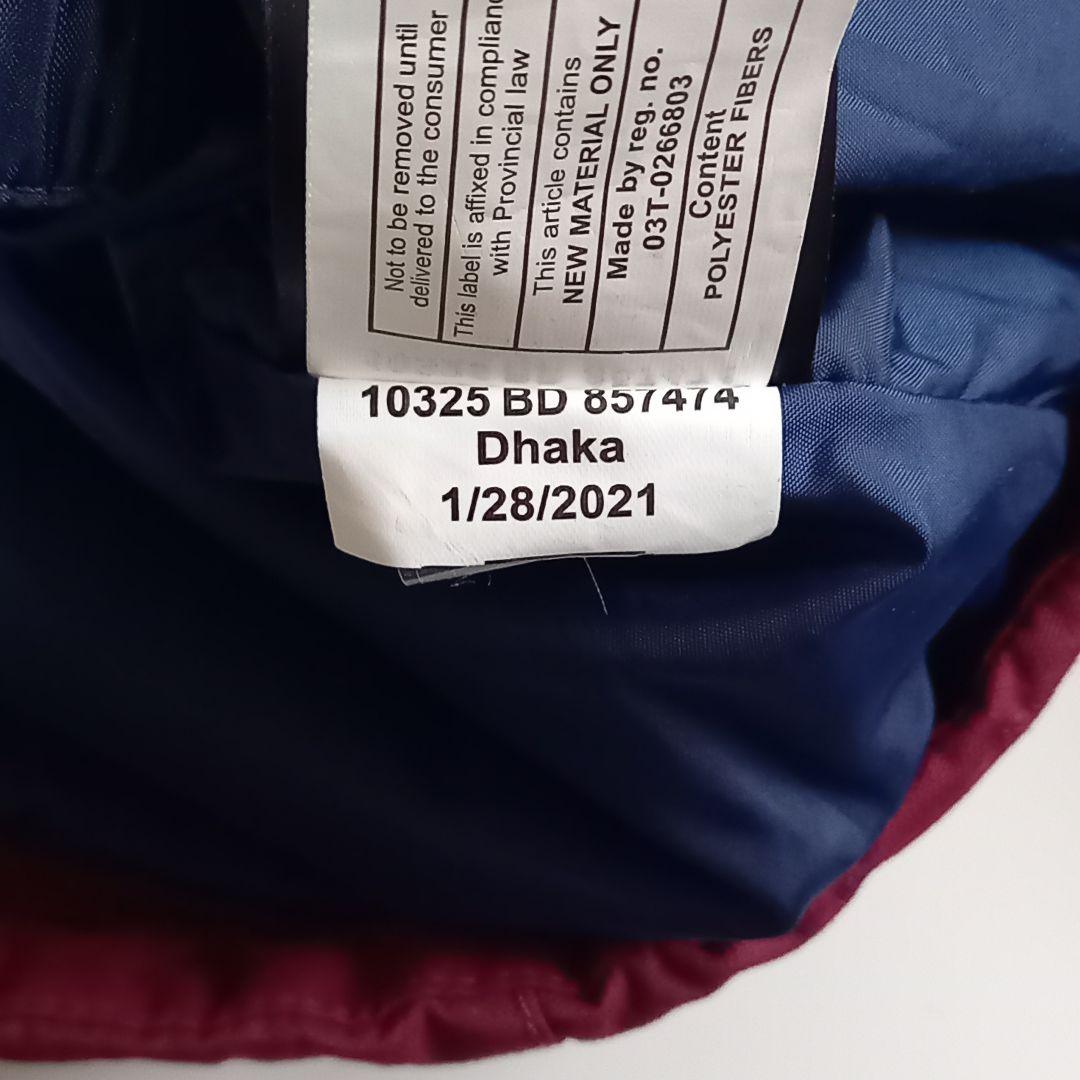 Not to be removed until
delivered to the consumer
This label is affixed in
with Provincial law
This article contains
NEW MATERIAL ONLY
Made by reg. no.
03T-0266803
Content
POLYESTER FIBERS
10325 BD 857474
Dhaka
1/28/2021